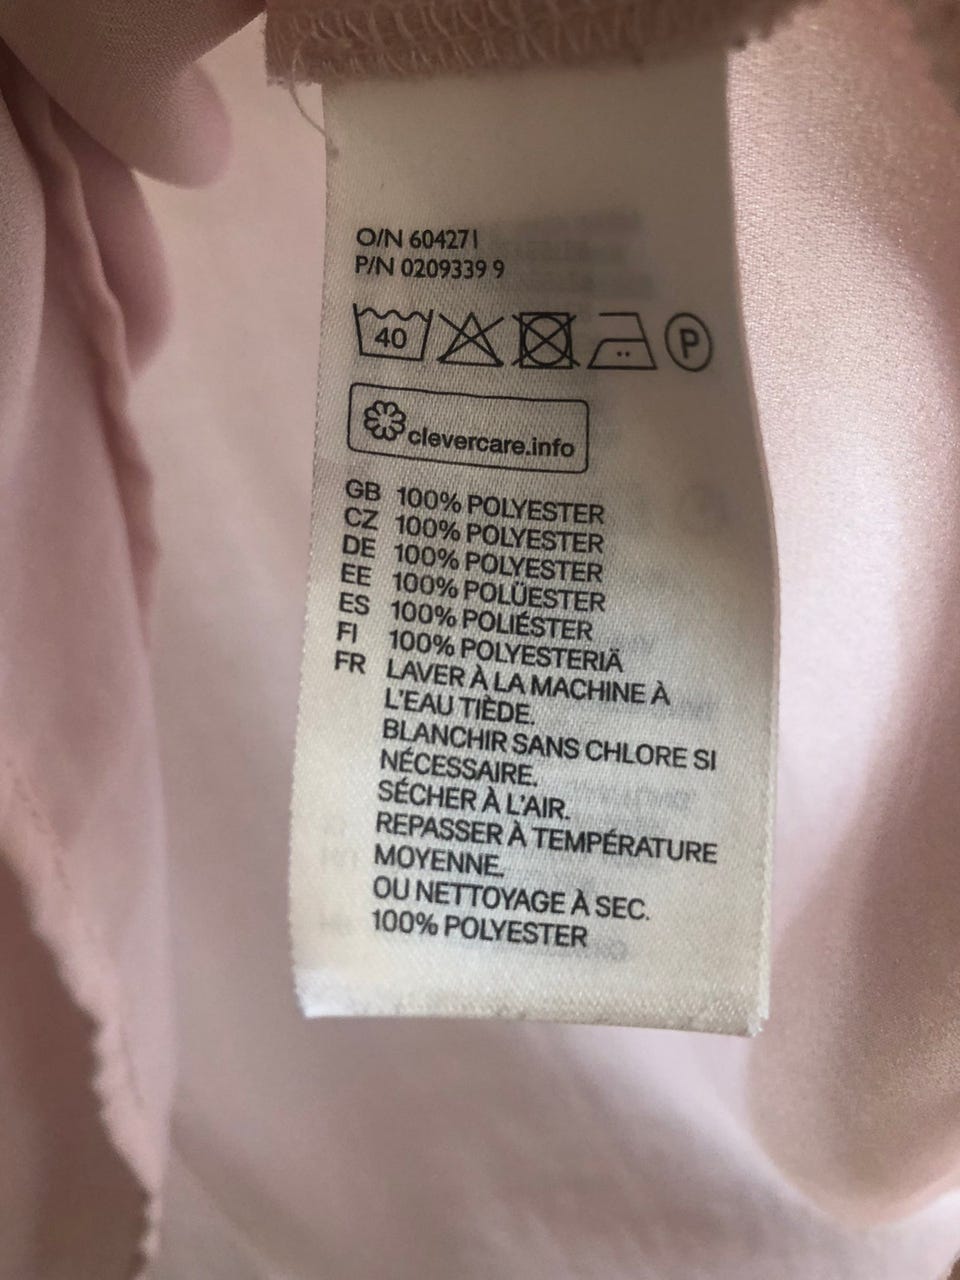 O/N 604271
P/N 0209339 9
40 P
clevercare.info
GB 100% POLYESTER
CZ 100% POLYESTER
DE 100% POLYESTER
EE 100% POLÜESTER
ES 100% POLIÉSTER
FI 100% POLYESTERIÄ
FR LAVER À LA MACHINE À
L'EAU TIÈDE.
BLANCHIR SANS CHLORE SI
NÉCESSAIRE.
SÉCHER À L'AIR.
REPASSER À TEMPÉRATURE
MOYENNE.
OU NETTOYAGE À SEC.
100% POLYESTER